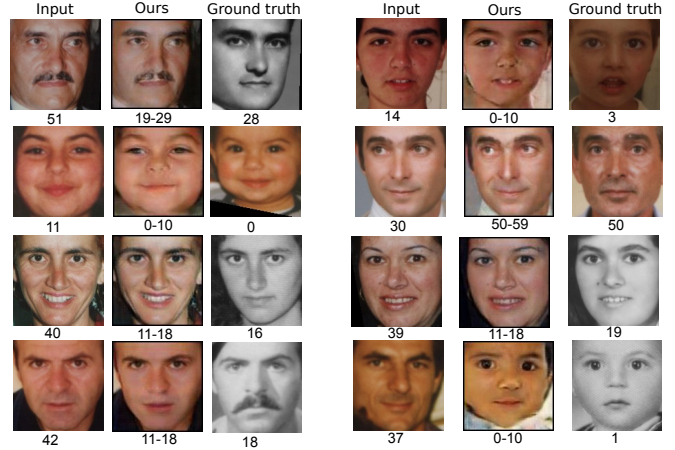 Input Ours Ground truth Input Ours Ground truth
51 19-29 28 14 0-10 3
11 0-10 0 30 50-59 50
40 11-18 16 39 11-18 19
42 11-18 18 37 0-10 1